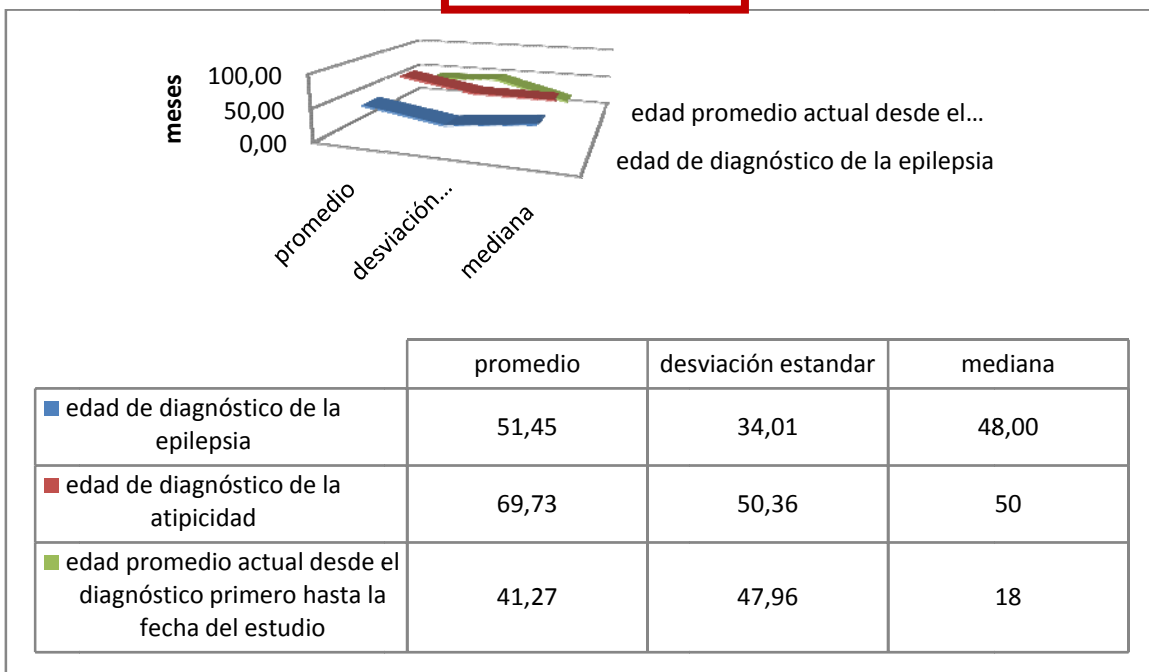 meses
100,00
50,00
0,00
edad promedio actual desde el...
edad de diagnóstico de la epilepsia
promedio
desviación...
mediana
promedio desviación estandar mediana
edad de diagnóstico de la
epilepsia
51,45 34,01 48,00
edad de diagnóstico de la
atipicidad
69,73 50,36 50
edad promedio actual desde el
diagnóstico primero hasta la
fecha del estudio
41,27 47,96 18